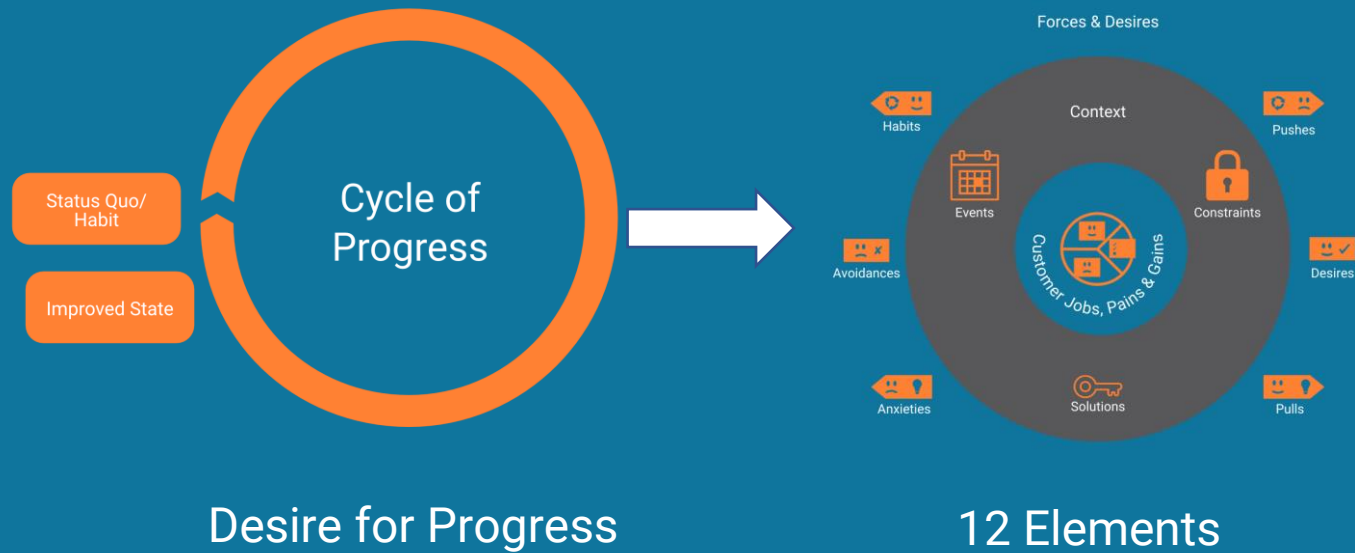 Status Quo/
Habit
Improved State
Cycle of
Progress
Desire for Progress
Forces & Desires
Context
Habits
Pushes
Events
Constraints
Customer Jobs, Pains & Gains
Avoidances
Desires
Anxieties
Solutions
Pulls
12 Elements